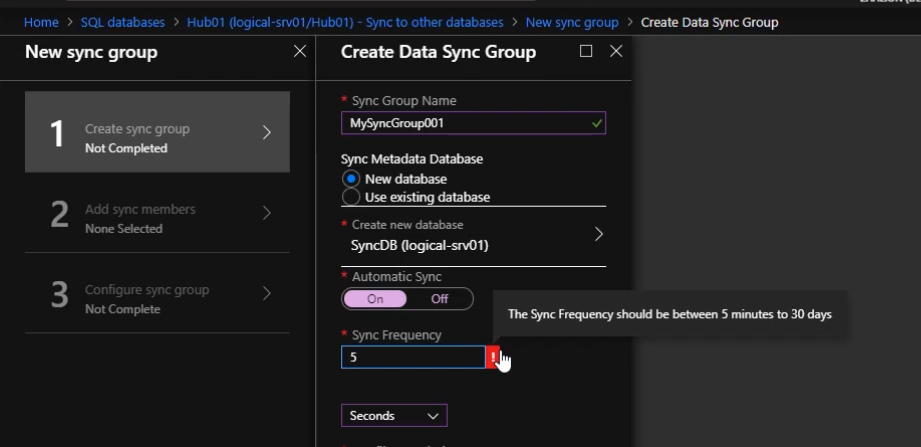 Home > SQL databases > Hub01 (logical-srv01/Hub01) - Sync to other databases > New sync group > Create Data Sync Group
New sync group
Create Data Sync Group
1
Create sync group
Not Completed
2
Add sync members
None Selected
3
Configure sync group
Not Complete
* Sync Group Name
MySyncGroup001
Sync Metadata Database
New database
Use existing database
* Create new database
SyncDB (logical-srv01)
* Automatic Sync
On Off
The Sync Frequency should be between 5 minutes to 30 days
* Sync Frequency
5
!
Seconds